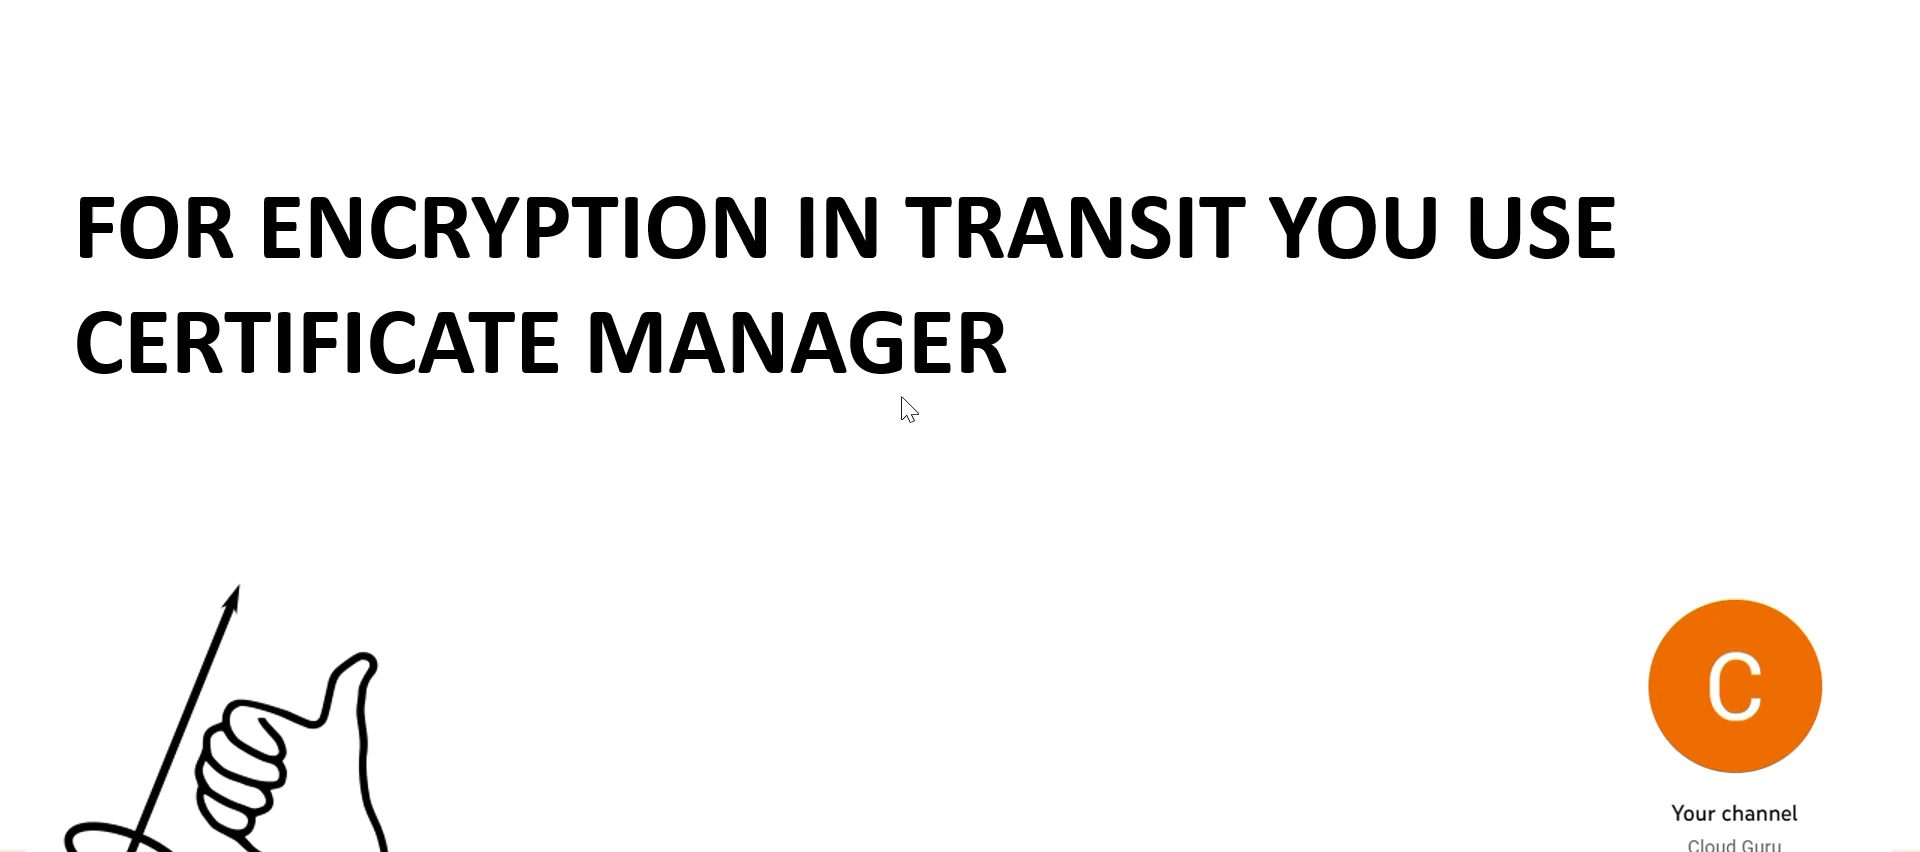 FOR ENCRYPTION IN TRANSIT YOU USE
CERTIFICATE MANAGER
C
Your channel
Cloud Guru